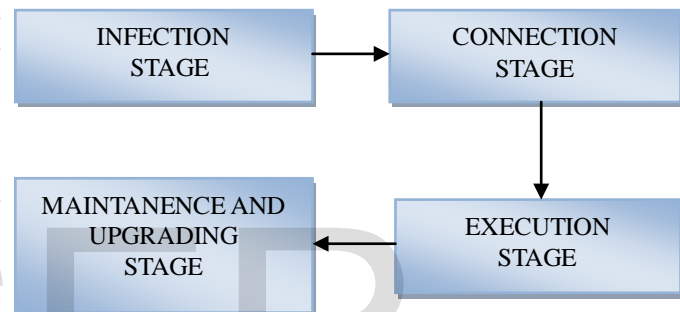 INFECTION
STAGE
CONNECTION
STAGE
EXECUTION
STAGE
MAINTANENCE AND
UPGRADING
STAGE